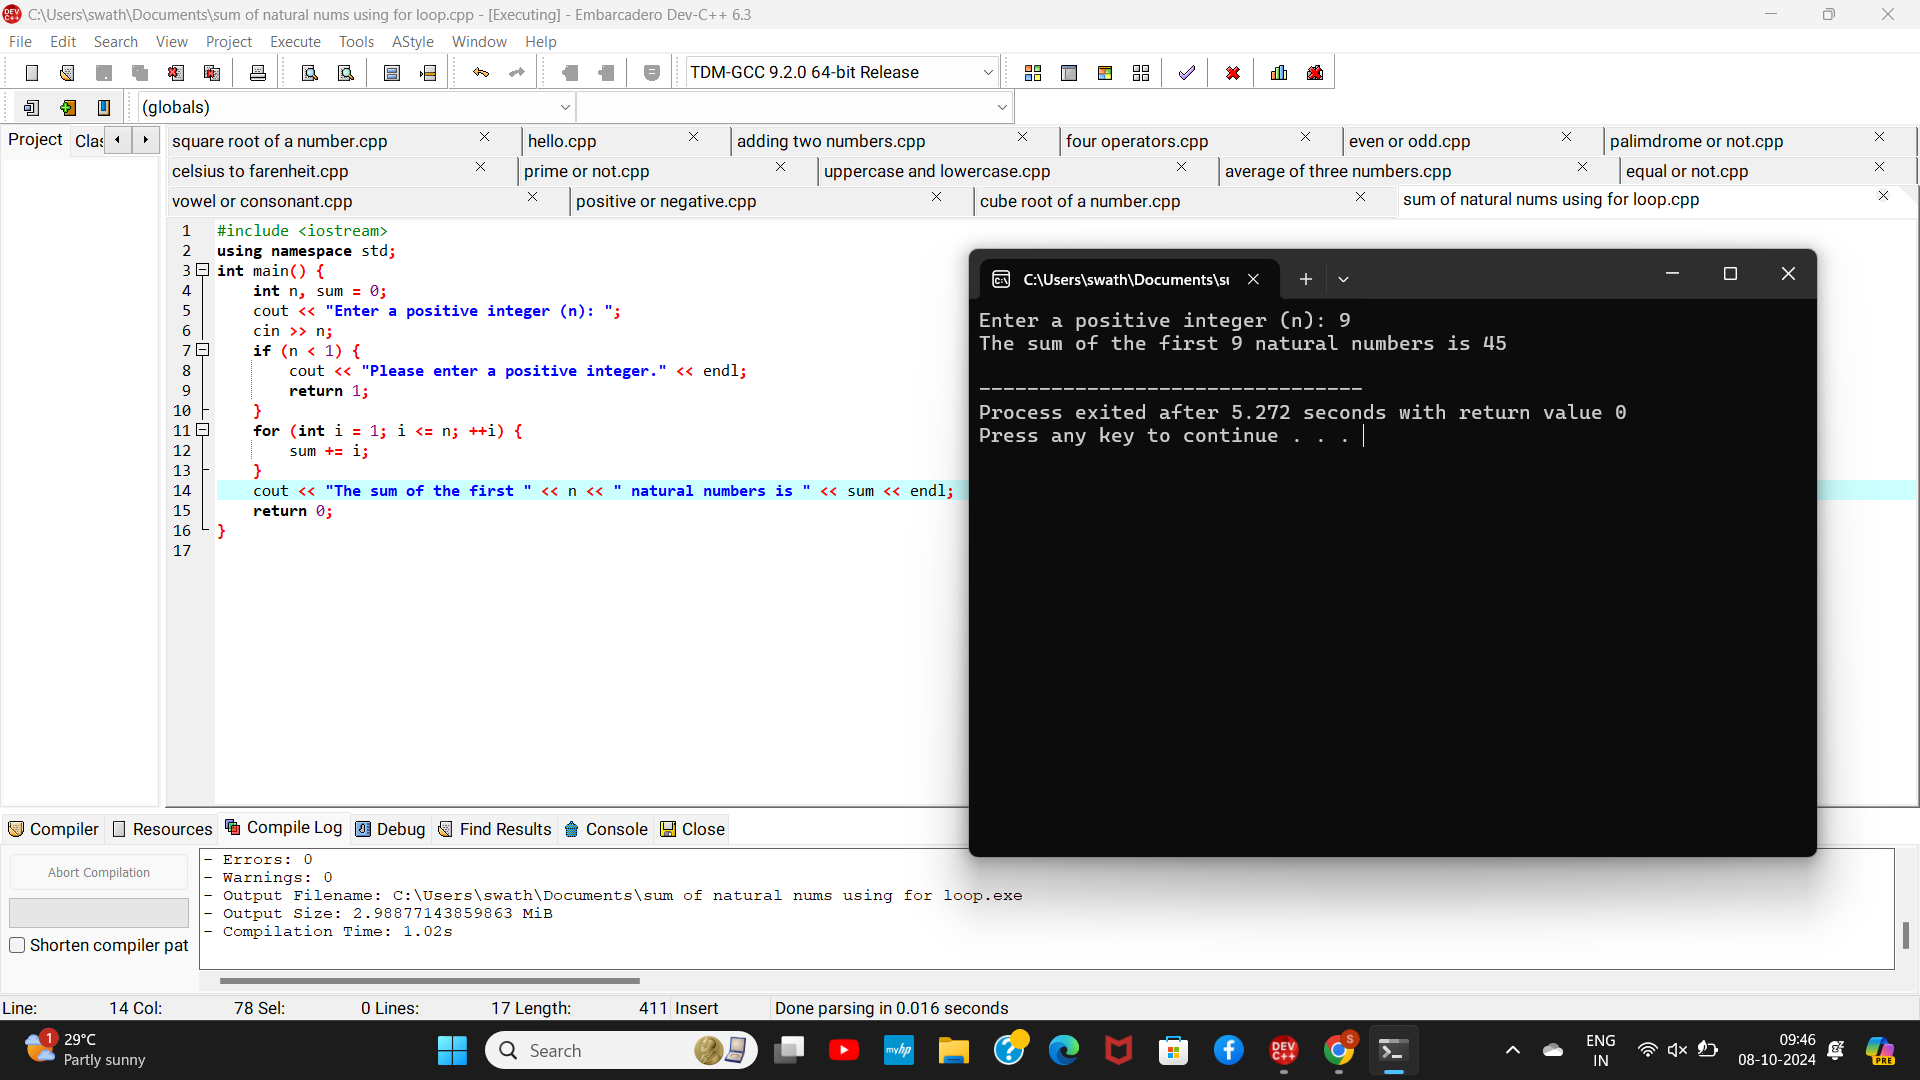 C:\Users\swath\Documents\sum of natural nums using for loop.cpp - [Executing] - Embarcadero Dev-C++ 6.3
File Edit Search View Project Execute Tools AStyle Window Help
TDM-GCC 9.2.0 64-bit Release
(globals)
Project Clas
square root of a number.cpp hello.cpp adding two numbers.cpp four operators.cpp even or odd.cpp palimdrome or not.cpp
celsius to farenheit.cpp prime or not.cpp uppercase and lowercase.cpp average of three numbers.cpp equal or not.cpp
vowel or consonant.cpp positive or negative.cpp cube root of a number.cpp sum of natural nums using for loop.cpp
1 #include <iostream>
2 using namespace std;
3 int main() {
4 int n, sum = 0;
5 cout << "Enter a positive integer (n): ";
6 cin >> n;
7 if (n < 1) {
8 cout << "Please enter a positive integer." << endl;
9 return 1;
10 }
11 for (int i = 1; i <= n; ++i) {
12 sum += i;
13 }
14 cout << "The sum of the first " << n << " natural numbers is " << sum << endl;
15 return 0;
16 }
17
C:\Users\swath\Documents\su
Enter a positive integer (n): 9
The sum of the first 9 natural numbers is 45
--------------------------------
Process exited after 5.272 seconds with return value 0
Press any key to continue . . .
Compiler Resources Compile Log Debug Find Results Console Close
Abort Compilation
Shorten compiler pat
- Errors: 0
- Warnings: 0
- Output Filename: C:\Users\swath\Documents\sum of natural nums using for loop.exe
- Output Size: 2.98877143859863 MiB
- Compilation Time: 1.02s
Line: 14 Col: 78 Sel: 0 Lines: 17 Length: 411 Insert Done parsing in 0.016 seconds
1
29°C
Partly sunny
Search
myhp
DEV C++
S
ENG
IN
09:46
08-10-2024
PRE